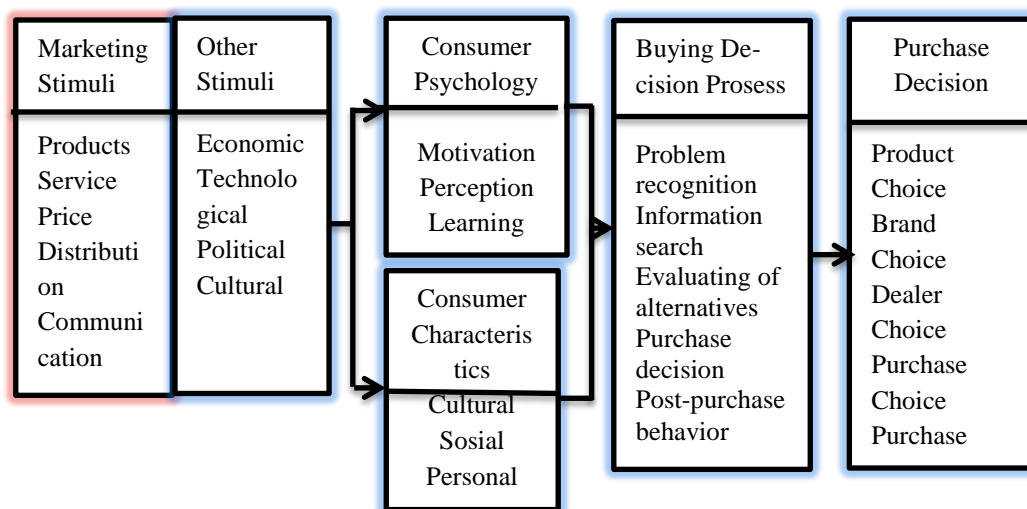 Marketing
Stimuli
Products
Service
Price
Distributi
on
Communi
cation
Other
Stimuli
Economic
Technolo
gical
Political
Cultural
Consumer
Psychology
Motivation
Perception
Learning
Consumer
Characteris
tics
Cultural
Sosial
Personal
Buying De-
cision Prosess
Problem
recognition
Information
search
Evaluating of
alternatives
Purchase
decision
Post-purchase
behavior
Purchase
Decision
Product
Choice
Brand
Choice
Dealer
Choice
Purchase
Choice
Purchase